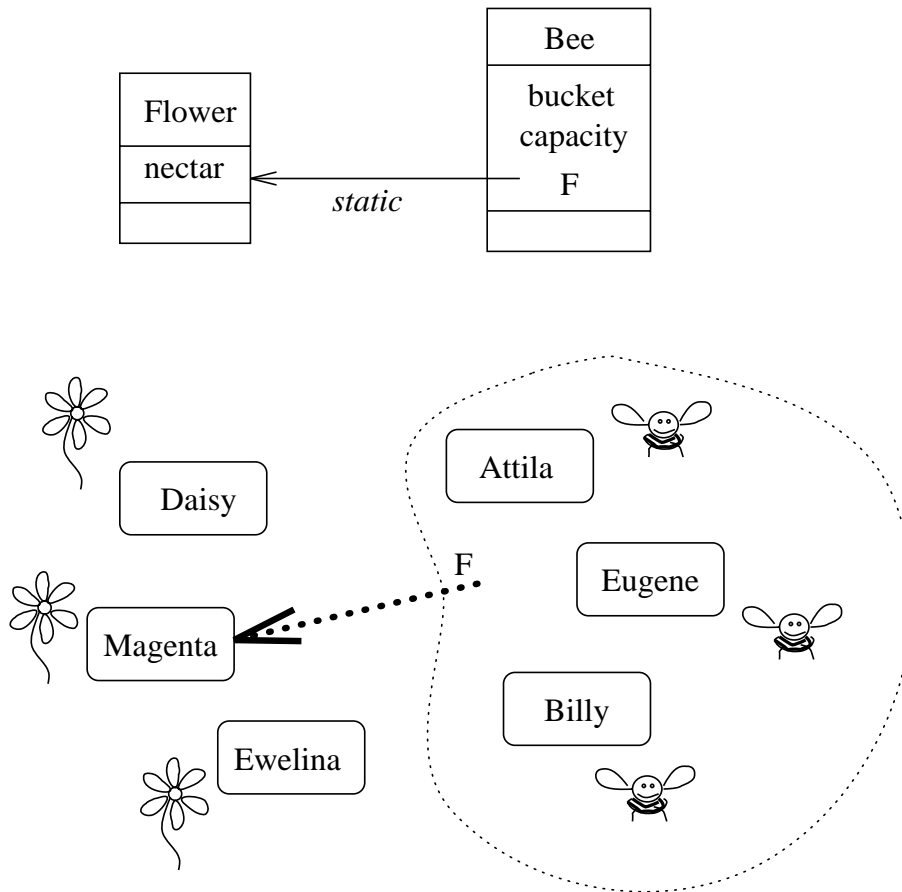 Bee
Flower
bucket
capacity
nectar
F
static
Attila
Daisy
F
Eugene
Magenta
Billy
Ewelina